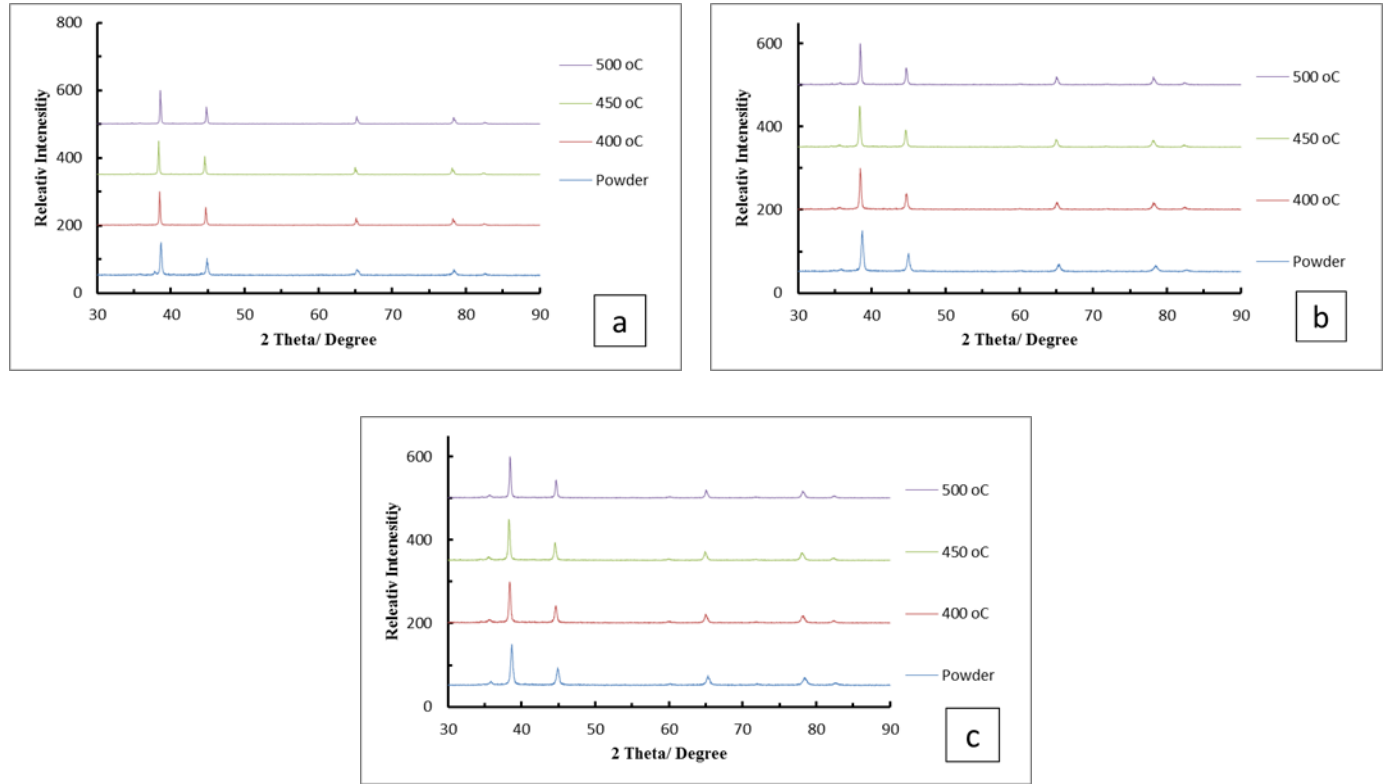 800
600
400
200
0
Releativ Intenesitiy
30 40 50 60 70 80 90
2 Theta/ Degree
500 oC
450 oC
400 oC
Powder
a
600
400
200
0
Releativ Intenesitiy
30 40 50 60 70 80 90
2 Theta/ Degree
500 oC
450 oC
400 oC
Powder
b
600
400
200
0
Releativ Intenesitiy
30 40 50 60 70 80 90
2 Theta/ Degree
500 oC
450 oC
400 oC
Powder
c